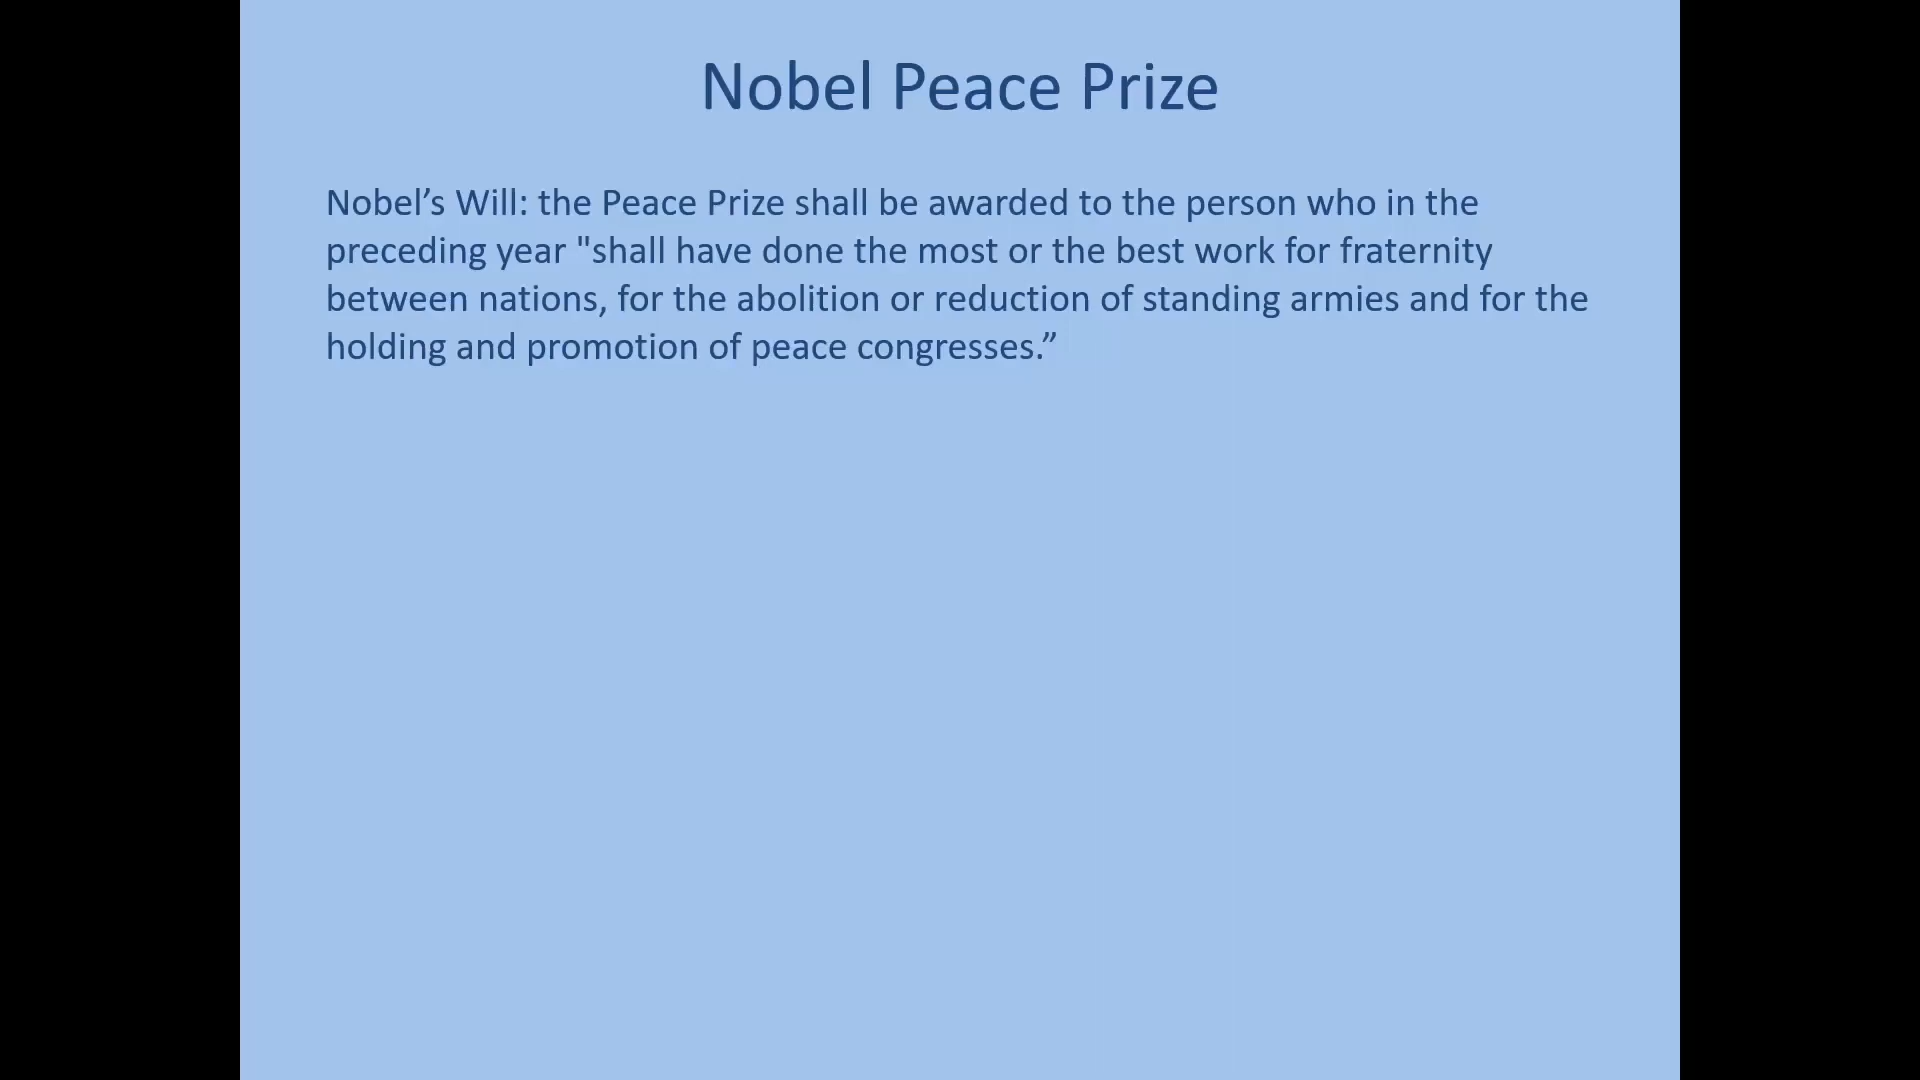 Nobel Peace Prize
Nobel’s Will: the Peace Prize shall be awarded to the person who in the
preceding year "shall have done the most or the best work for fraternity
between nations, for the abolition or reduction of standing armies and for the
holding and promotion of peace congresses.”